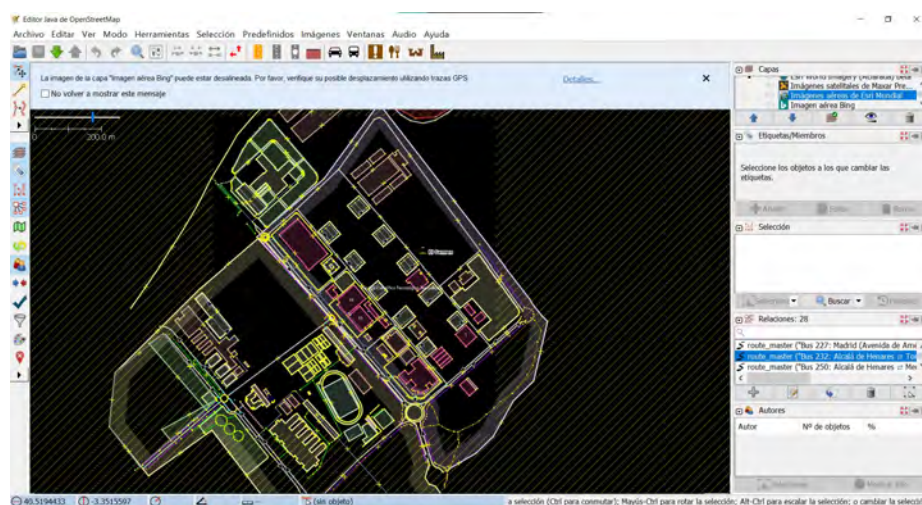 Editor Java de OpenStreetMap
Archivo Editar Ver Modo Herramientas Selección Predefinidos Imágenes Ventanas Audio Ayuda
La imagen de la capa "Imagen aérea Bing" puede estar desalineada. Por favor, verifique su posible desplazamiento utilizando trazas GPS
Detalles...
No volver a mostrar este mensaje
200.0 m
Capas
Imágenes satelitales de Maxar Pre...
Imágenes aéreas de Esri Mundial
Imagen aérea Bing
Etiquetas/Miembros
Seleccione los objetos a los que cambiar las
etiquetas.
Selección
Buscar
Relaciones: 28
route_master ("Bus 227: Madrid (Avenida de Amé
route_master ("Bus 232: Alcalá de Henares
route_master ("Bus 250: Alcalá de Henares
Autores
Autor Nº de objetos %
40.5194433 -3.3515597 (sin objeto) a selección (Ctrl para conmutar); Mayús-Ctrl para rotar la selección; Alt-Ctrl para escalar la selección; o cambiar la selecci